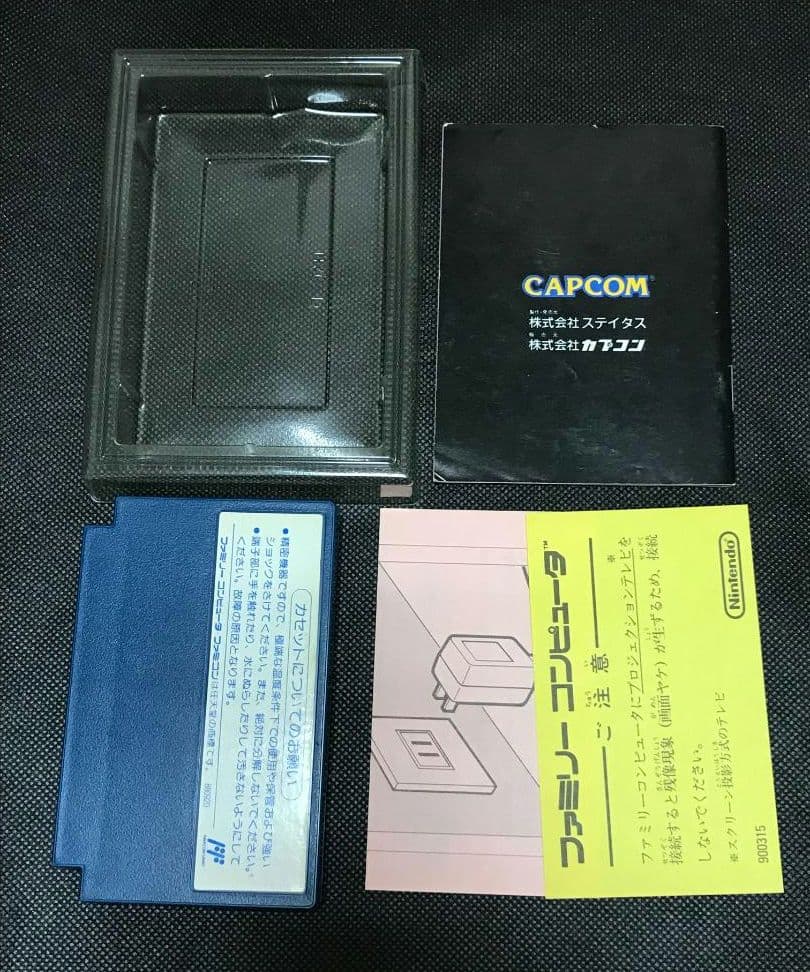 CAPCOM
製作・発売元
株式会社ステイタス
販売元
株式会社カプコン
カセットについてのお願い
●精密機器ですので、極端な温度条件下での使用や保管および強い
ショックをさけてください。また、絶対に分解しないでください。
●端子部に手を触れたり、水にぬらしたりして汚さないようにして
ください。故障の原因となります。
ファミリーコンピュータ ファミコンは任天堂の商標です。
ファミリー コンピュータ™
ご注意
ファミリーコンピュータにプロジェクションテレビ※を
接続すると残像現象(画面ヤケ)が生ずるため、接続
しないでください。
※スクリーン投影方式のテレビ
900315
Nintendo